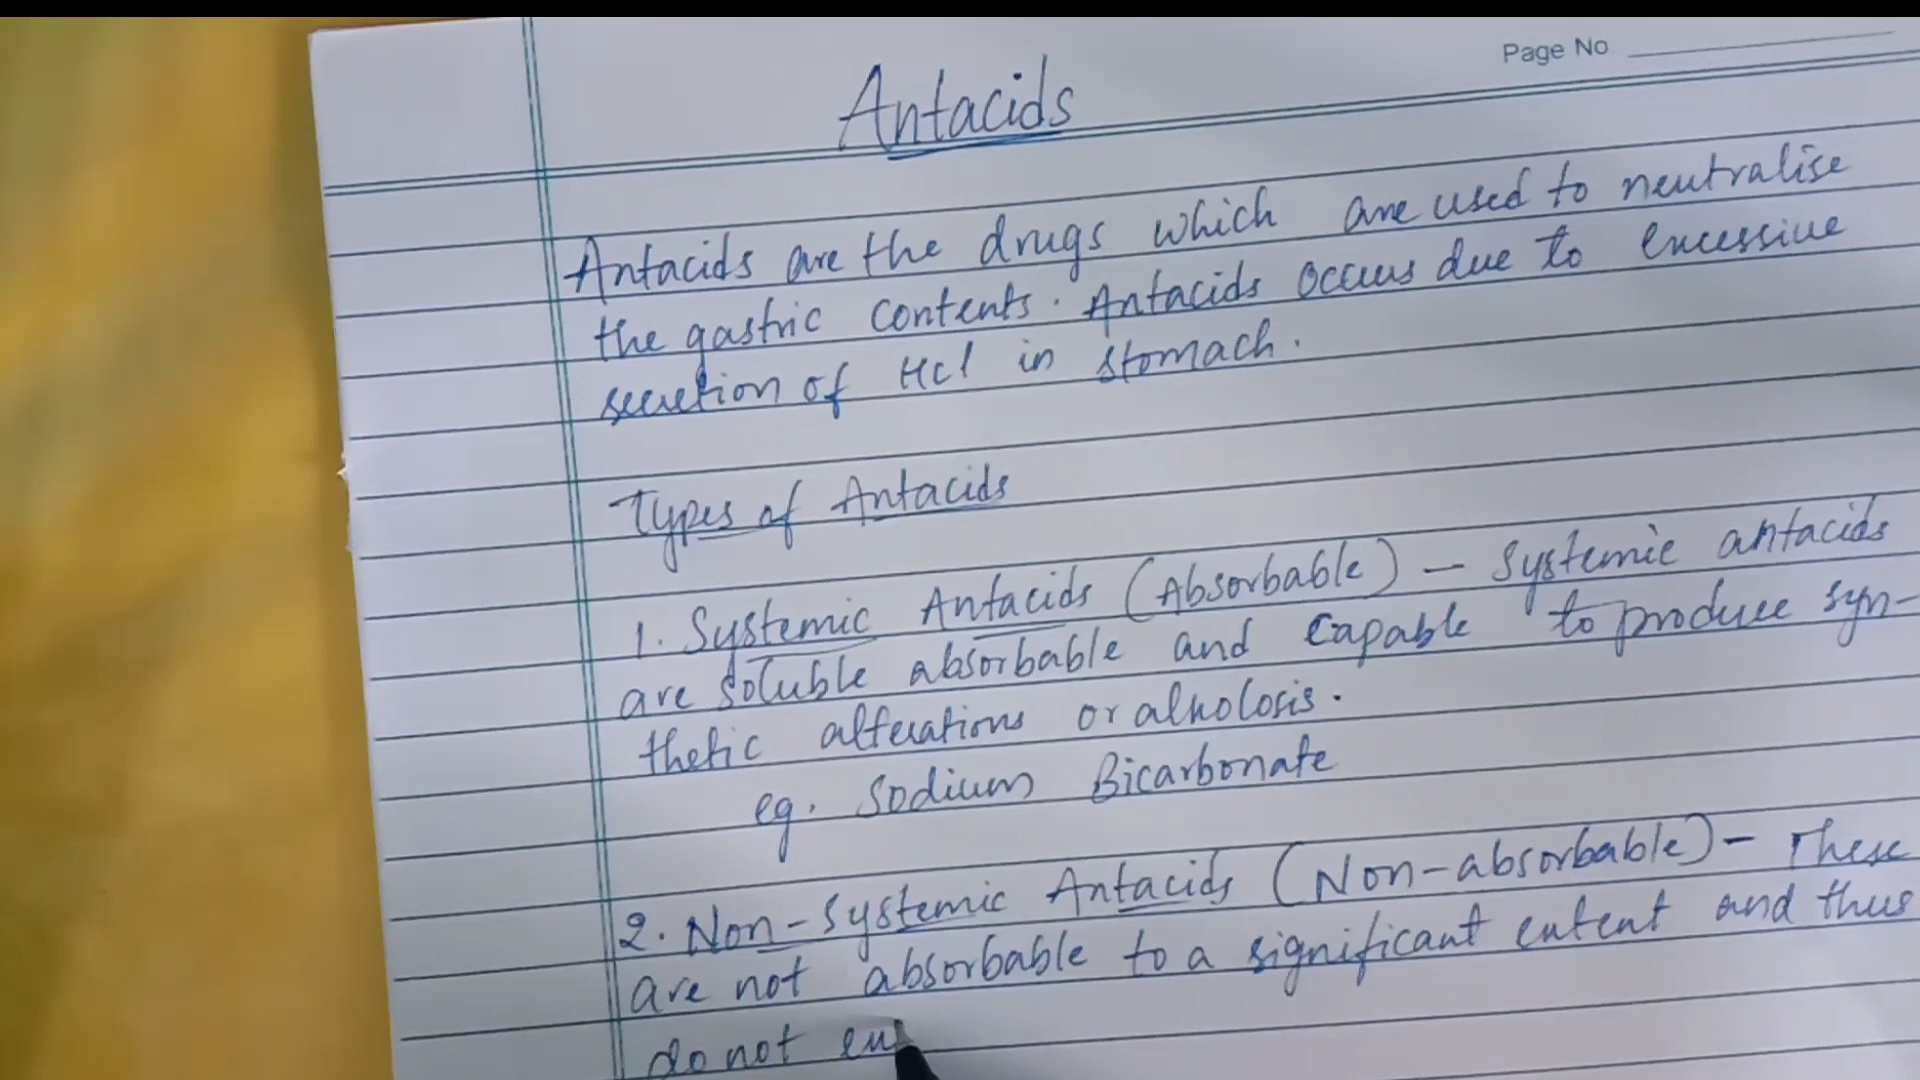 Page No
Antacids
Antacids are the drugs which are used to neutralise
the gastric contents. Antacids occurs due to excessive
secretion of HCl in stomach.
Types of Antacids
1. Systemic Antacids (Absorbable) - Systemic antacids
are soluble absorbable and capable to produce syn-
thetic alterations or alkolosis.
eg. Sodium Bicarbonate
2. Non-Systemic Antacids (Non-absorbable) - These
are not absorbable to a significant extent and thus
do not